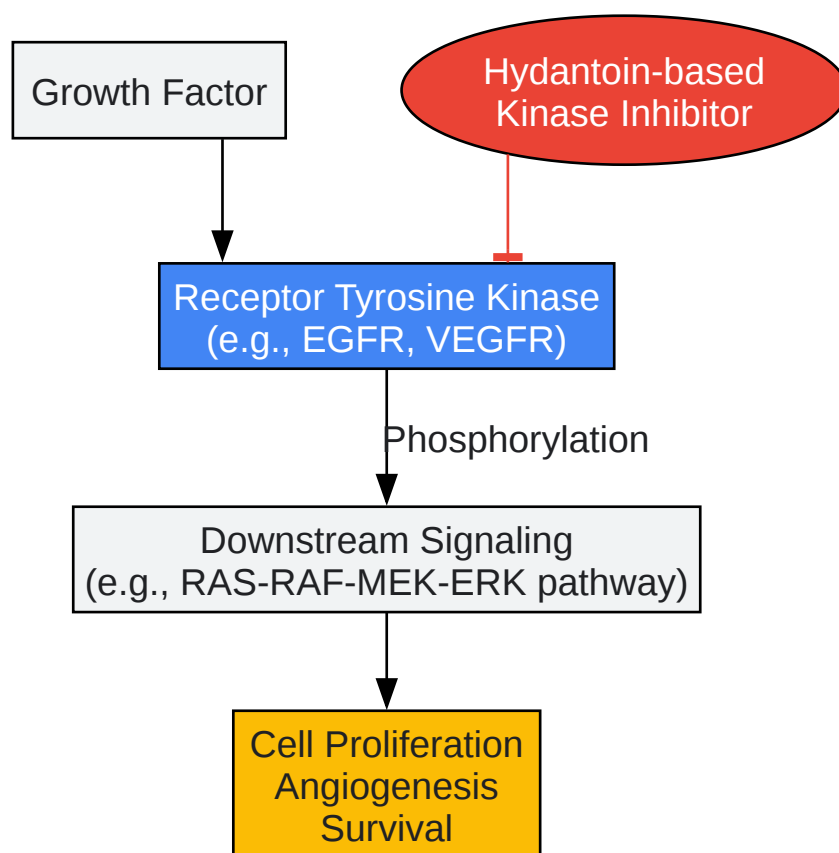 Growth Factor
Hydantoin-based
Kinase Inhibitor
Receptor Tyrosine Kinase
(e.g., EGFR, VEGFR)
Phosphorylation
Downstream Signaling
(e.g., RAS-RAF-MEK-ERK pathway)
Cell Proliferation
Angiogenesis
Survival